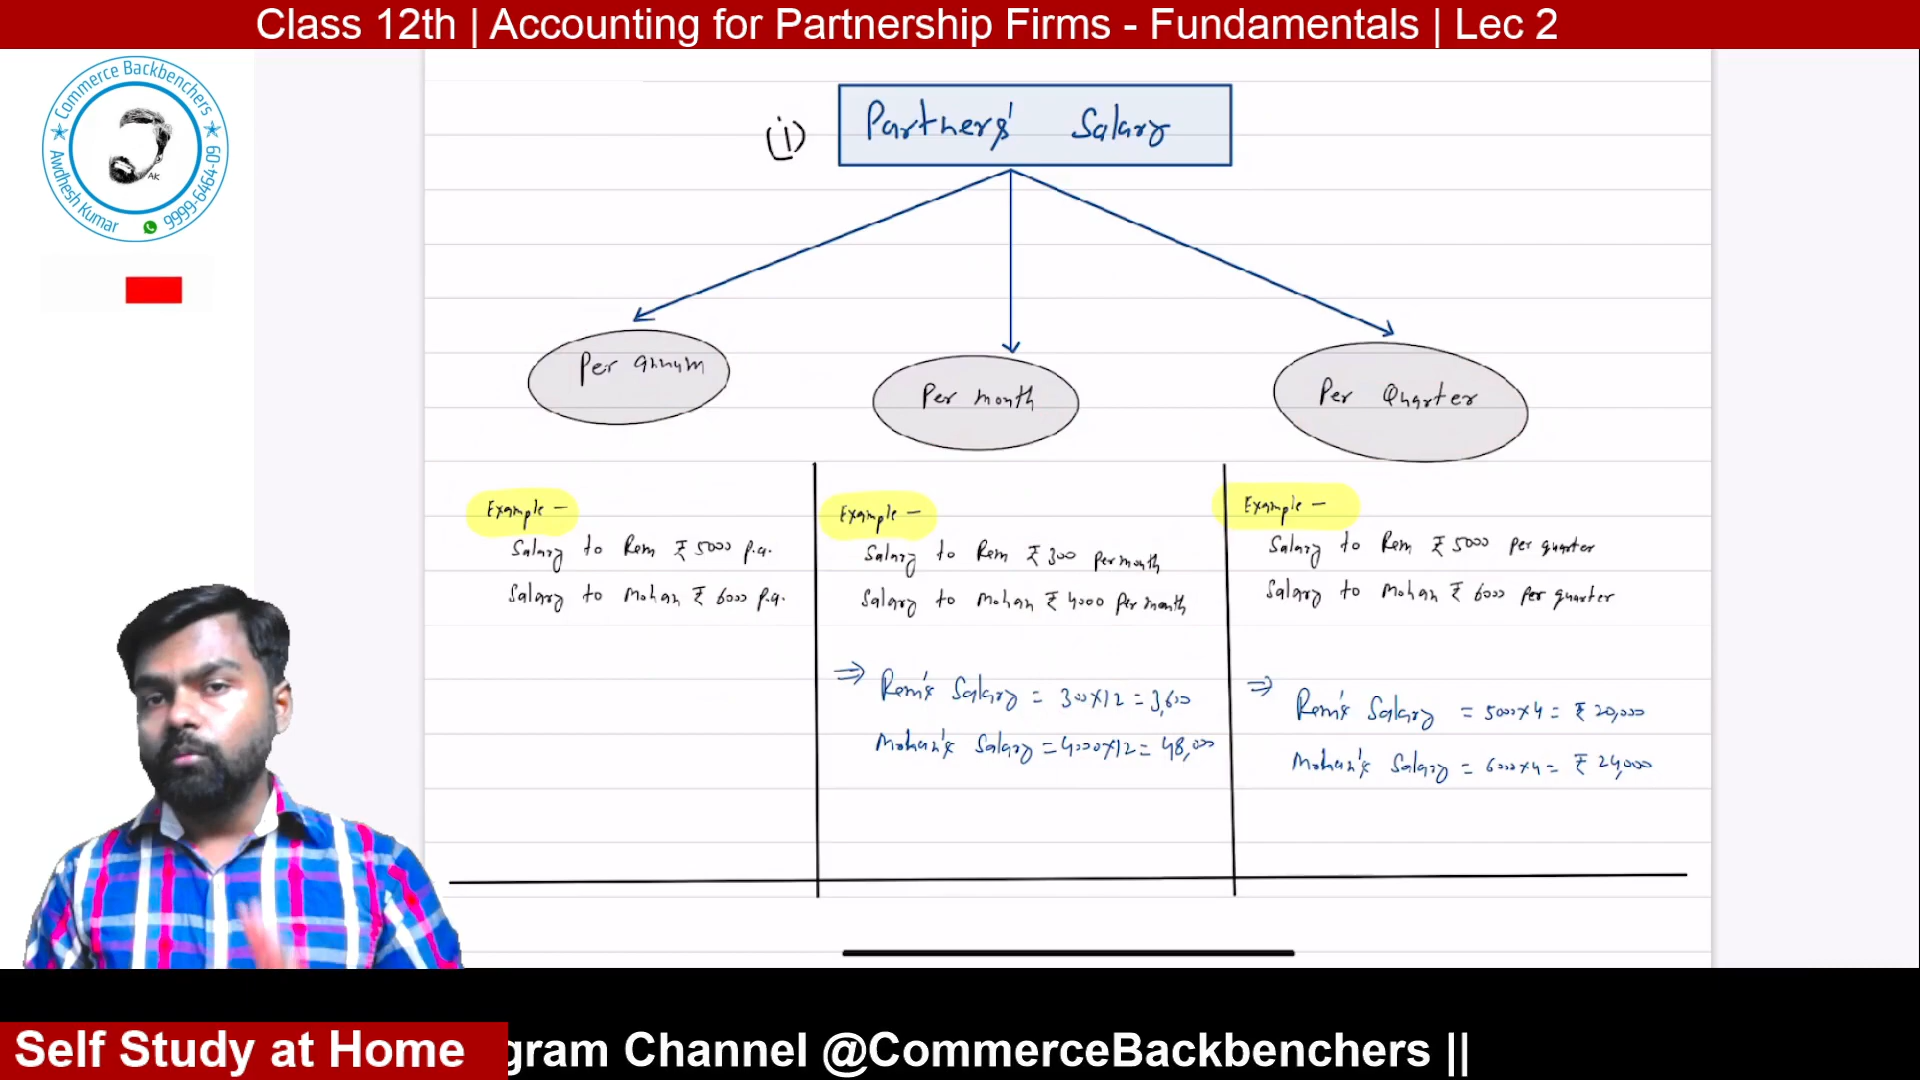 Class 12th | Accounting for Partnership Firms - Fundamentals | Lec 2
Commerce Backbenchers
Awdhesh Kumar
9999-6464-09
AK
(i) Partners' Salary
Per annum
Per month
Per Quarter
Example -
Salary to Ram ₹ 5000 p.a.
Salary to Mohan ₹ 6000 p.a.
Example -
Salary to Ram ₹ 300 per month
Salary to Mohan ₹ 4000 per month
⇒ Ram's Salary = 300×12 = 3,600
Mohan's Salary = 4000×12 = 48,000
Example -
Salary to Ram ₹ 5000 per quarter
Salary to Mohan ₹ 6000 per quarter
⇒ Ram's Salary = 5000×4 = ₹ 20,000
Mohan's Salary = 6000×4 = ₹ 24,000
Self Study at Home
gram Channel @CommerceBackbenchers ||